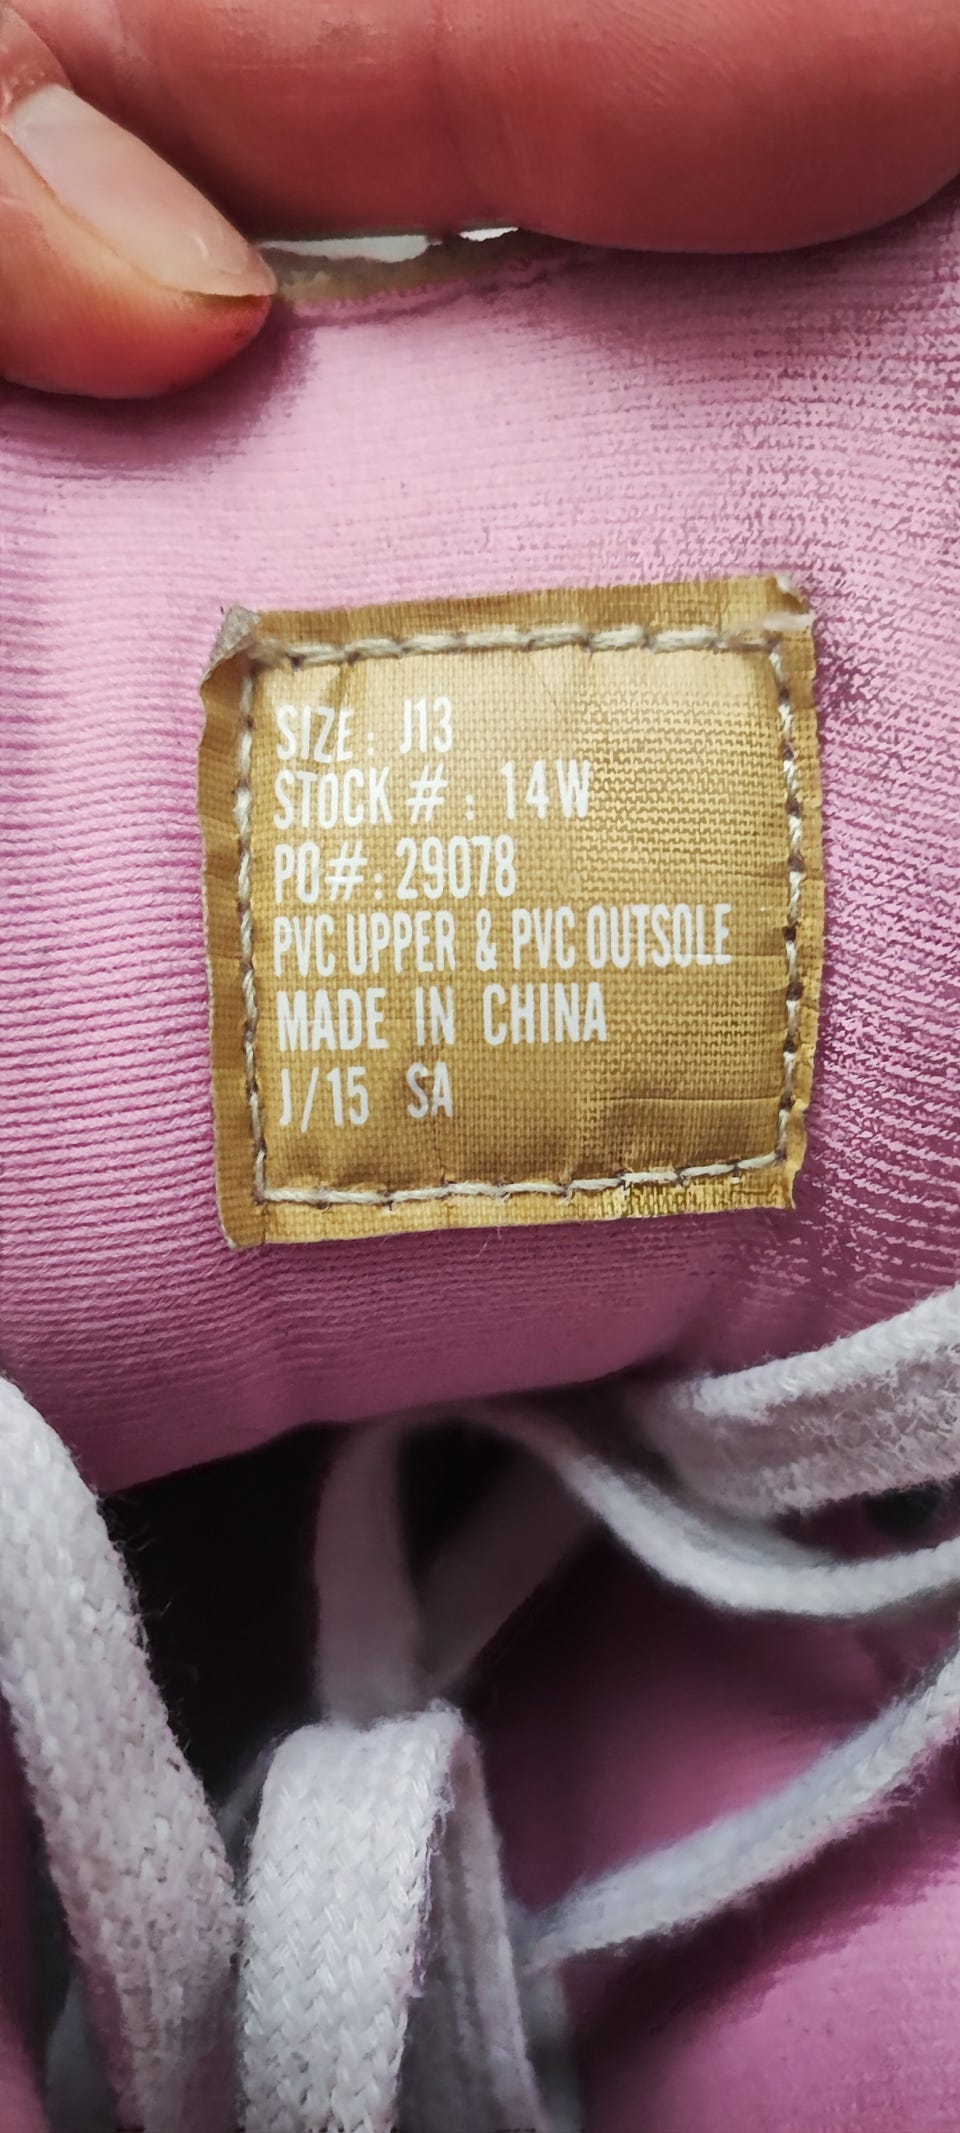 SIZE : J13
STOCK # : 14W
PO# : 29078
PVC UPPER & PVC OUTSOLE
MADE IN CHINA
J/15 SA